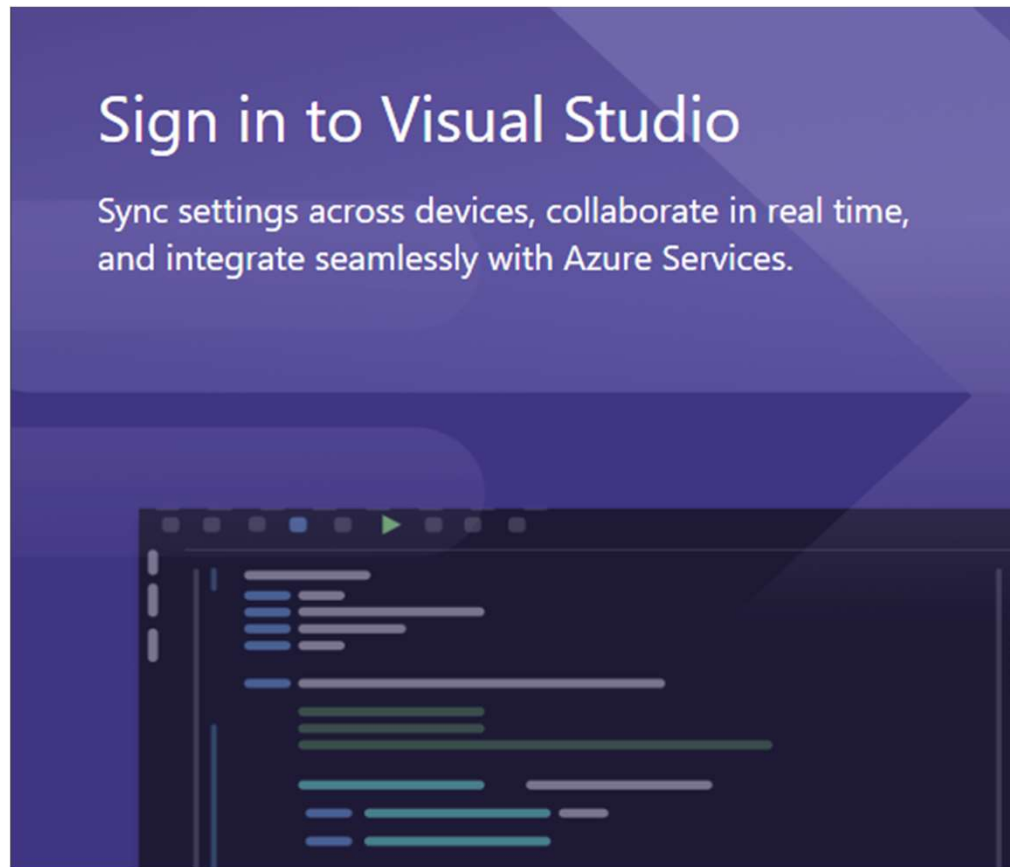 Sign in to Visual Studio
Sync settings across devices, collaborate in real time,
and integrate seamlessly with Azure Services.